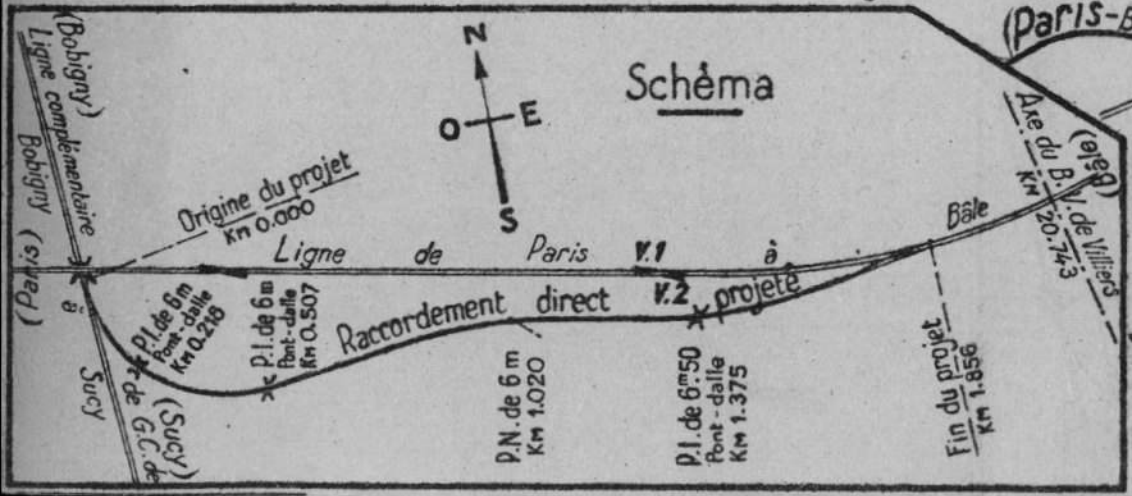 (Paris-B
Schéma
N
O
E
S
(Bobigny)
Ligne complémentaire
Bobigny
(Paris)
à
Sucy
(Sucy)
de G.C. de
Origine du projet
Km 0.000
Ligne de Paris à Bâle
V.1
V.2
Raccordement direct projeté
P.I. de 6m
Pont-dalle
Km 0.218
P.I. de 6m
Pont-dalle
Km 0.507
P.N. de 6m
Km 1.020
P.I. de 6m.50
Pont-dalle
Km 1.375
Fin du projet
Km 1.856
Axe du B.V. de Villiers
Km 20.743
(Bâle)